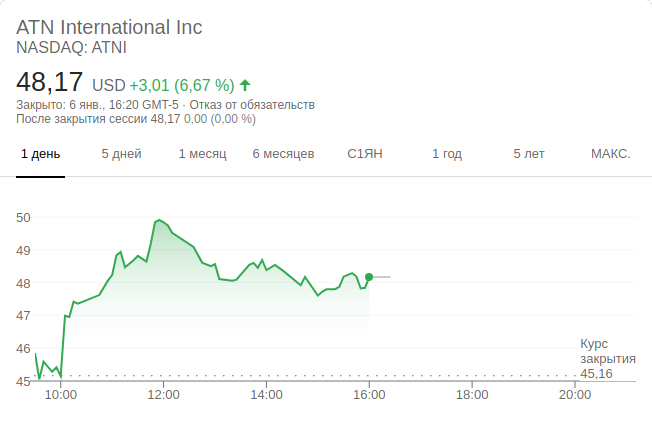 ATN International Inc
NASDAQ: ATNI
48,17 USD +3,01 (6,67 %)
Закрыто: 6 янв., 16:20 GMT-5 · Отказ от обязательств
После закрытия сессии 48,17 0,00 (0,00 %)
1 день 5 дней 1 месяц 6 месяцев С1ЯН 1 год 5 лет МАКС.
50
49
48
47
46
45
Курс
закрытия
45,16
10:00 12:00 14:00 16:00 18:00 20:00